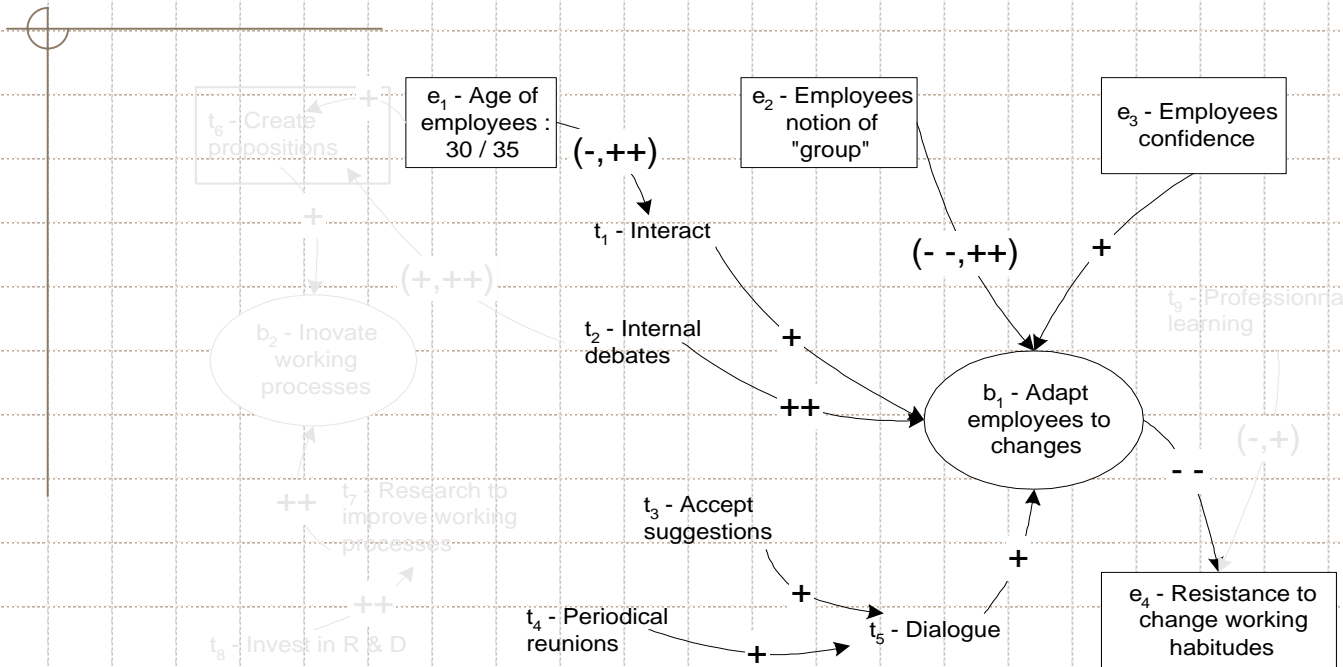 e₁ - Age of
employees :
30 / 35
e₂ - Employees
notion of
"group"
e₃ - Employees
confidence
t₆ - Create
propositions
+
(-,++)
+
t₁ - Interact
(- -,++)
+
(+,++)
t₉ - Professionna
learning
b₂ - Inovate
working
processes
t₂ - Internal
debates
+
++
b₁ - Adapt
employees to
changes
(-,+)
- -
++
t₇ - Research to
improve working
processes
t₃ - Accept
suggestions
+
+
++
t₈ - Invest in R & D
t₄ - Periodical
reunions
+
t₅ - Dialogue
e₄ - Resistance to
change working
habitudes